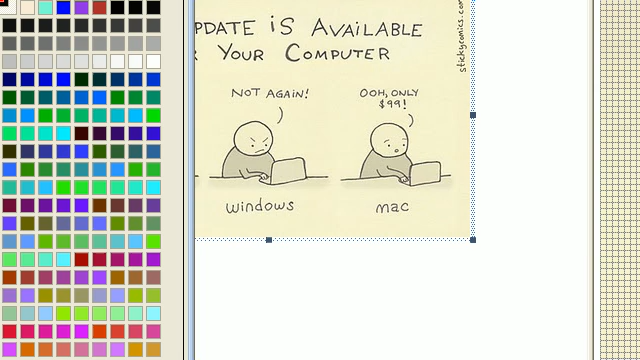 PDATE iS AVAILABLE
YOUR COMPUTER
stickycomics.com
NOT AGAIN!
OOH, ONLY
$99!
windows
mac